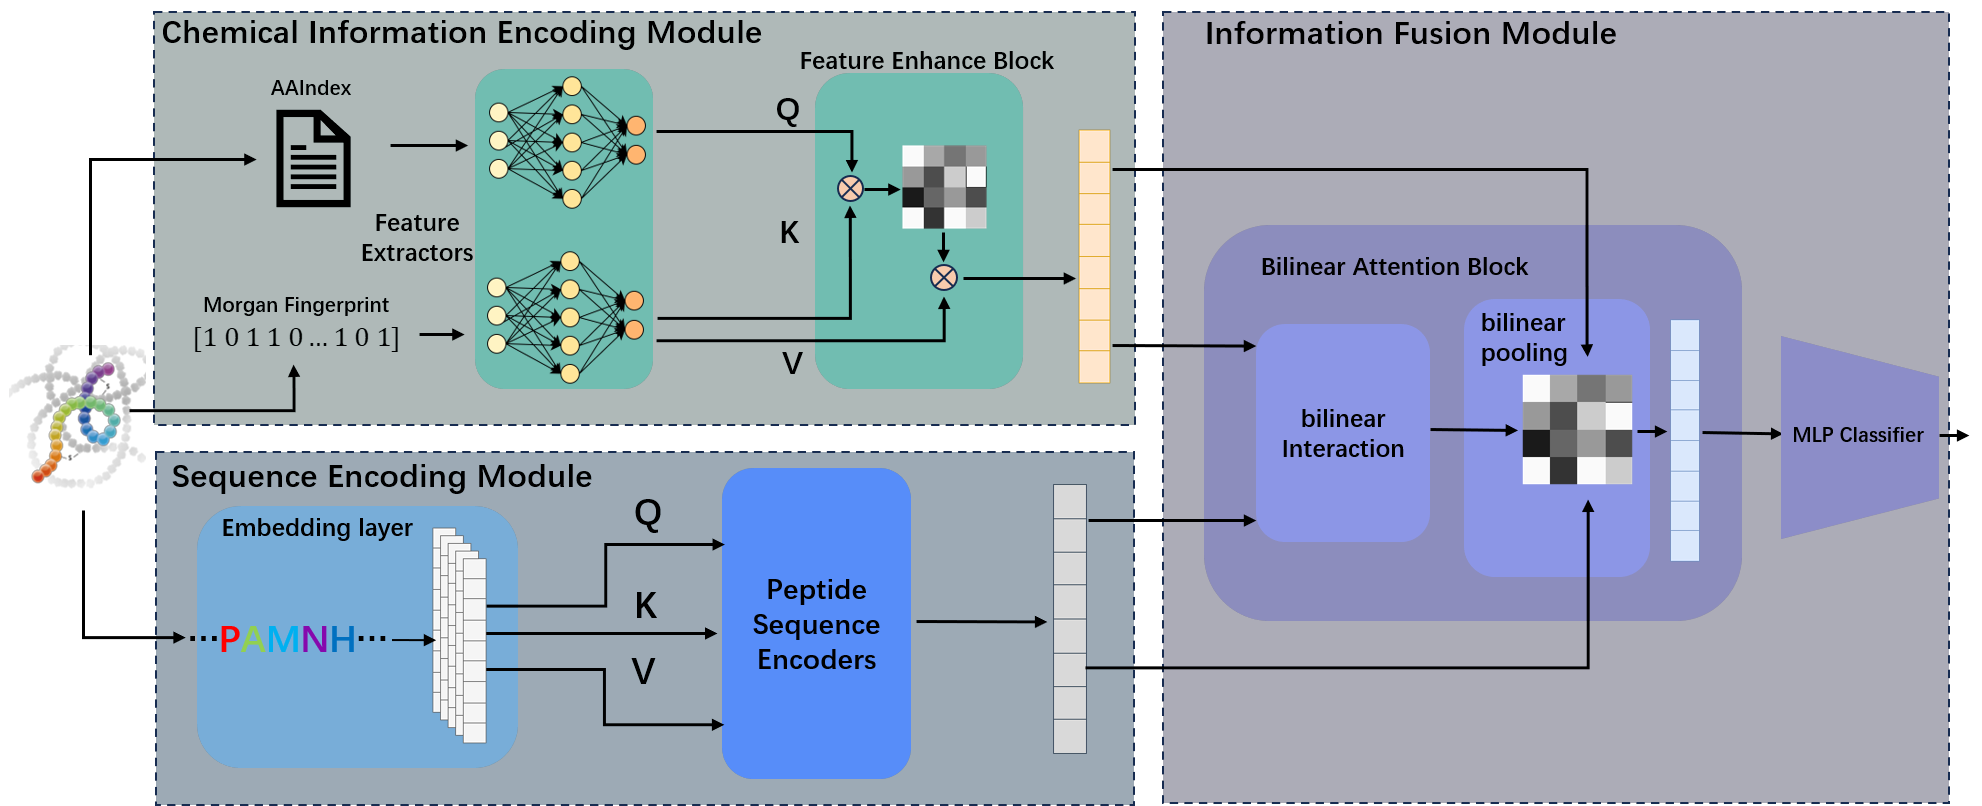 Chemical Information Encoding Module
AAIndex
Feature
Extractors
Morgan Fingerprint
[1 0 1 1 0 ... 1 0 1]
Feature Enhance Block
Q
K
V
Sequence Encoding Module
Embedding layer
...PAMNH...
Q
K
V
Peptide
Sequence
Encoders
Information Fusion Module
Bilinear Attention Block
bilinear
Interaction
bilinear
pooling
MLP Classifier